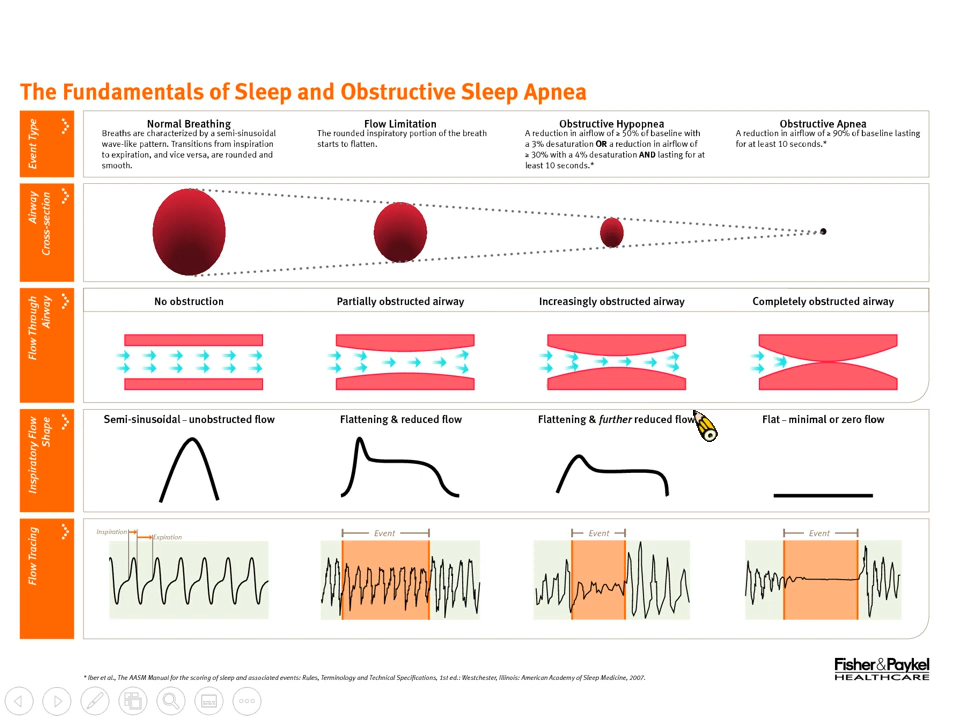 The Fundamentals of Sleep and Obstructive Sleep Apnea
Event Type
Normal Breathing
Breaths are characterized by a semi-sinusoidal
wave-like pattern. Transitions from inspiration
to expiration, and vice versa, are rounded and
smooth.
Flow Limitation
The rounded inspiratory portion of the breath
starts to flatten.
Obstructive Hypopnea
A reduction in airflow of ≥ 50% of baseline with
a 3% desaturation OR a reduction in airflow of
≥ 30% with a 4% desaturation AND lasting for at
least 10 seconds.*
Obstructive Apnea
A reduction in airflow of ≥ 90% of baseline lasting
for at least 10 seconds.*
Airway
Cross-section
Flow Through
Airway
No obstruction
Partially obstructed airway
Increasingly obstructed airway
Completely obstructed airway
Inspiratory Flow
Shape
Semi-sinusoidal – unobstructed flow
Flattening & reduced flow
Flattening & further reduced flow
Flat – minimal or zero flow
Flow Tracing
Inspiration
Expiration
Event
Event
Event
* Iber et al., The AASM Manual for the scoring of sleep and associated events: Rules, Terminology and Technical Specifications, 1st ed.: Westchester, Illinois: American Academy of Sleep Medicine, 2007.
Fisher & Paykel
HEALTHCARE